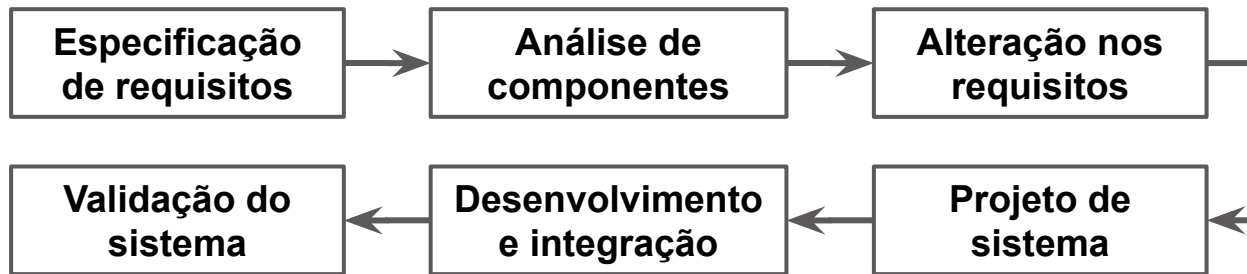 Especificação
de requisitos
Análise de
componentes
Alteração nos
requisitos
Validação do
sistema
Desenvolvimento
e integração
Projeto de
sistema